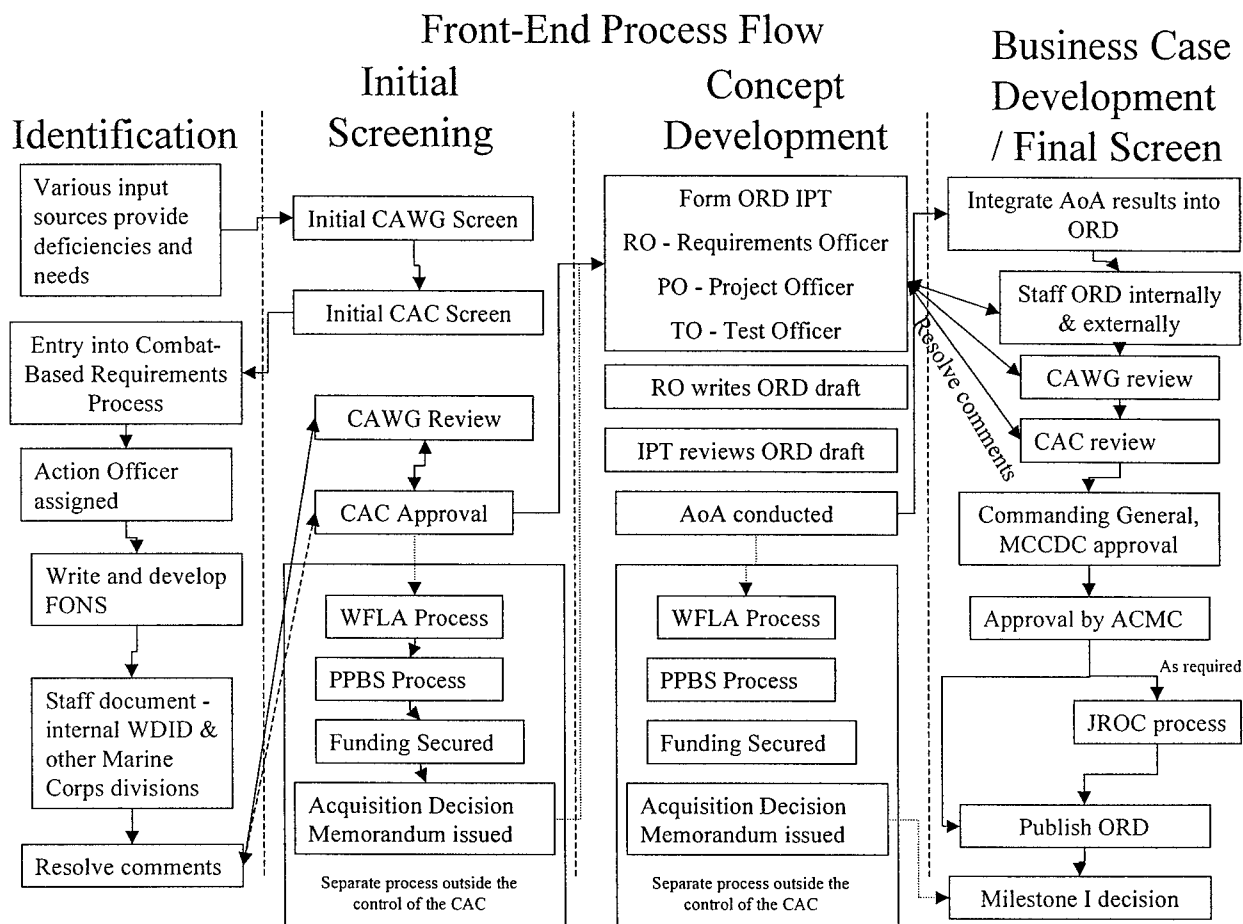 Front-End Process Flow
Identification
Various input
sources provide
deficiencies and
needs
Entry into Combat-
Based Requirements
Process
Action Officer
assigned
Write and develop
FONS
Staff document -
internal WDID &
other Marine
Corps divisions
Resolve comments
Initial
Screening
Initial CAWG Screen
Initial CAC Screen
CAWG Review
CAC Approval
WFLA Process
PPBS Process
Funding Secured
Acquisition Decision
Memorandum issued
Separate process outside the
control of the CAC
Concept
Development
Form ORD IPT
RO - Requirements Officer
PO - Project Officer
TO - Test Officer
RO writes ORD draft
IPT reviews ORD draft
AoA conducted
WFLA Process
PPBS Process
Funding Secured
Acquisition Decision
Memorandum issued
Separate process outside the
control of the CAC
Resolve comments
Business Case
Development
/ Final Screen
Integrate AoA results into
ORD
Staff ORD internally
& externally
CAWG review
CAC review
Commanding General,
MCCDC approval
Approval by ACMC
As required
JROC process
Publish ORD
Milestone I decision